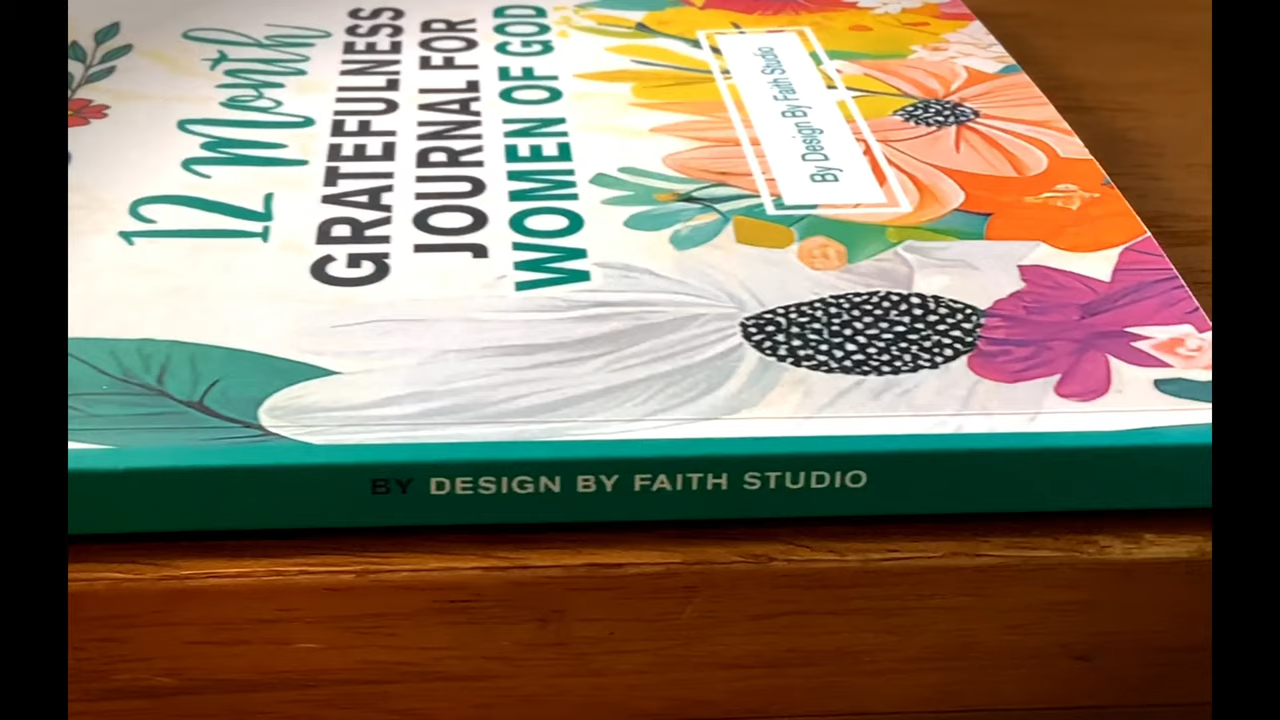 12 Month
GRATEFULNESS
JOURNAL FOR
WOMEN OF GOD
By Design By Faith Studio
BY DESIGN BY FAITH STUDIO